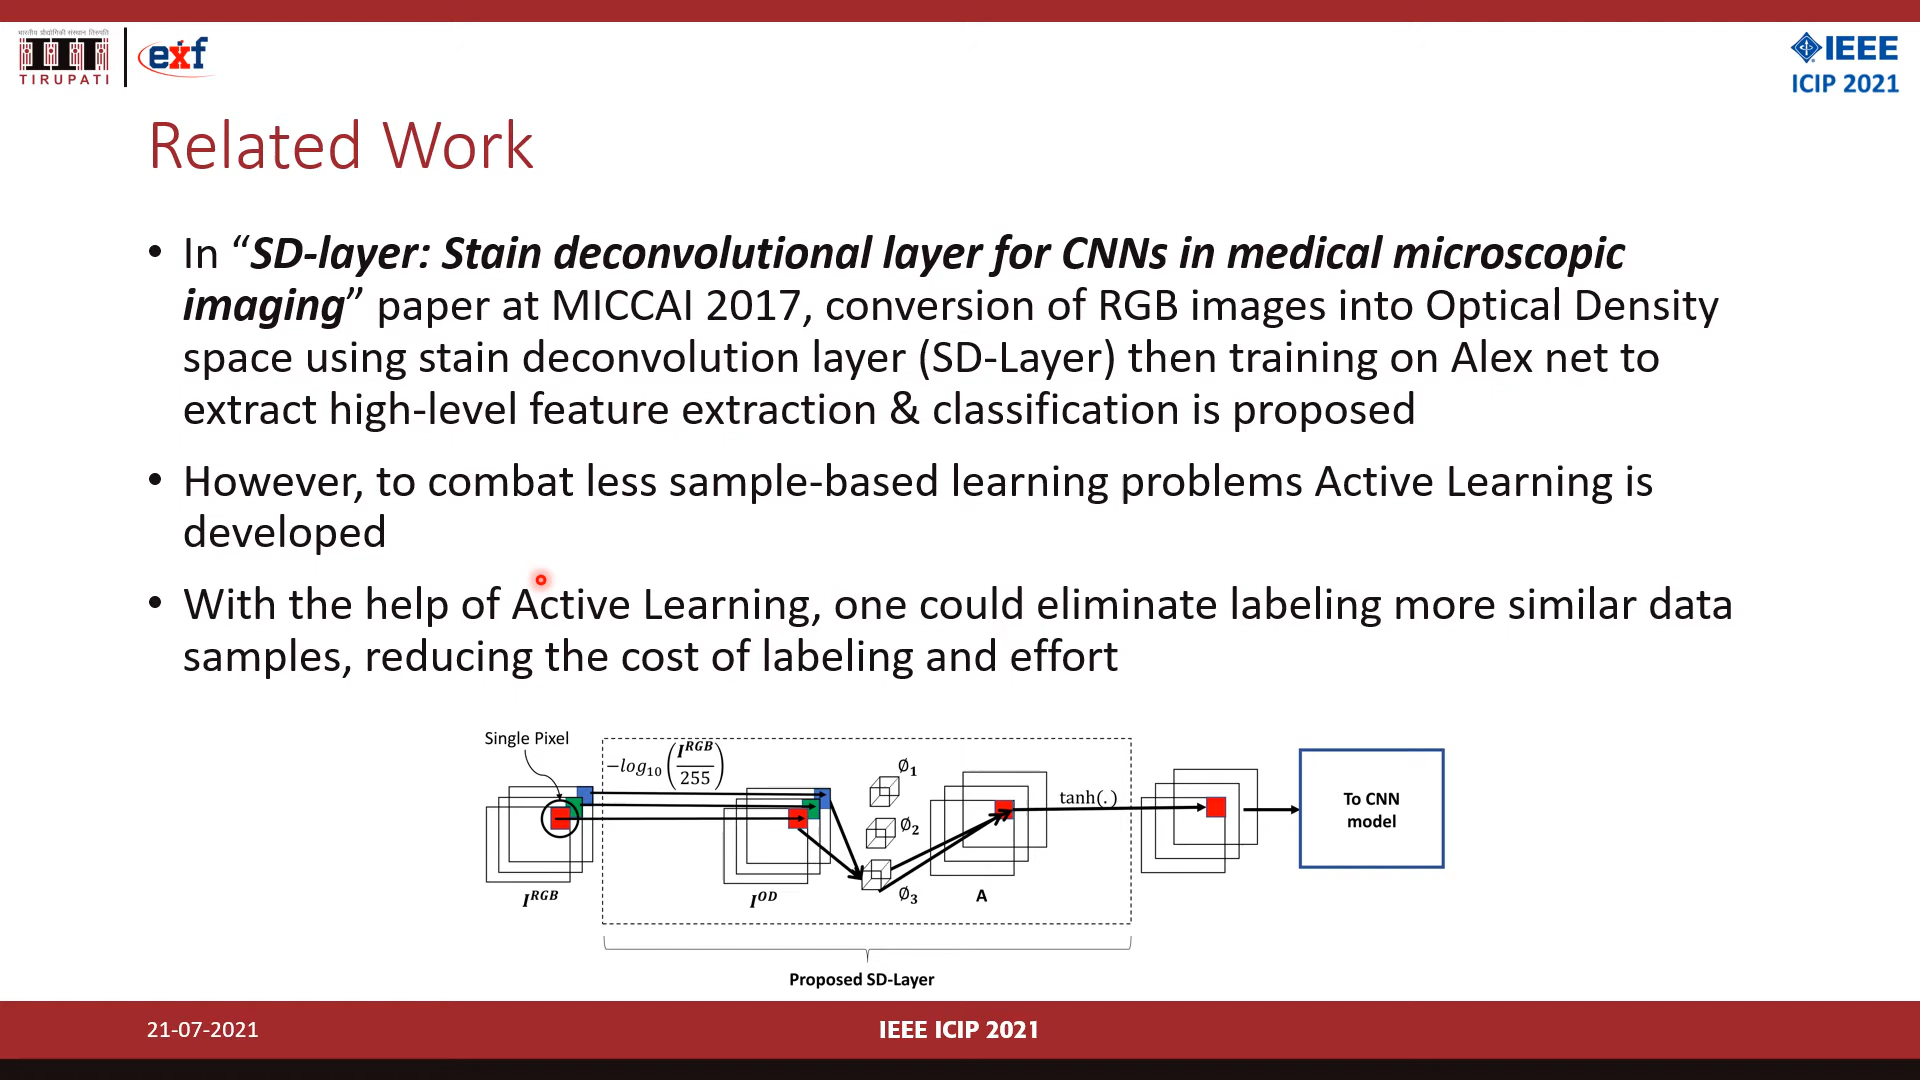 भारतीय प्रौद्योगिकी संस्थान तिरुपति
TIRUPATI
exf
IEEE
ICIP 2021
Related Work
• In “SD-layer: Stain deconvolutional layer for CNNs in medical microscopic
imaging” paper at MICCAI 2017, conversion of RGB images into Optical Density
space using stain deconvolution layer (SD-Layer) then training on Alex net to
extract high-level feature extraction & classification is proposed
• However, to combat less sample-based learning problems Active Learning is
developed
• With the help of Active Learning, one could eliminate labeling more similar data
samples, reducing the cost of labeling and effort
Single Pixel
−log₁₀(I^RGB/255)
∅₁
∅₂
∅₃
tanh(.)
I^RGB
I^OD
A
To CNN
model
Proposed SD-Layer
21-07-2021
IEEE ICIP 2021